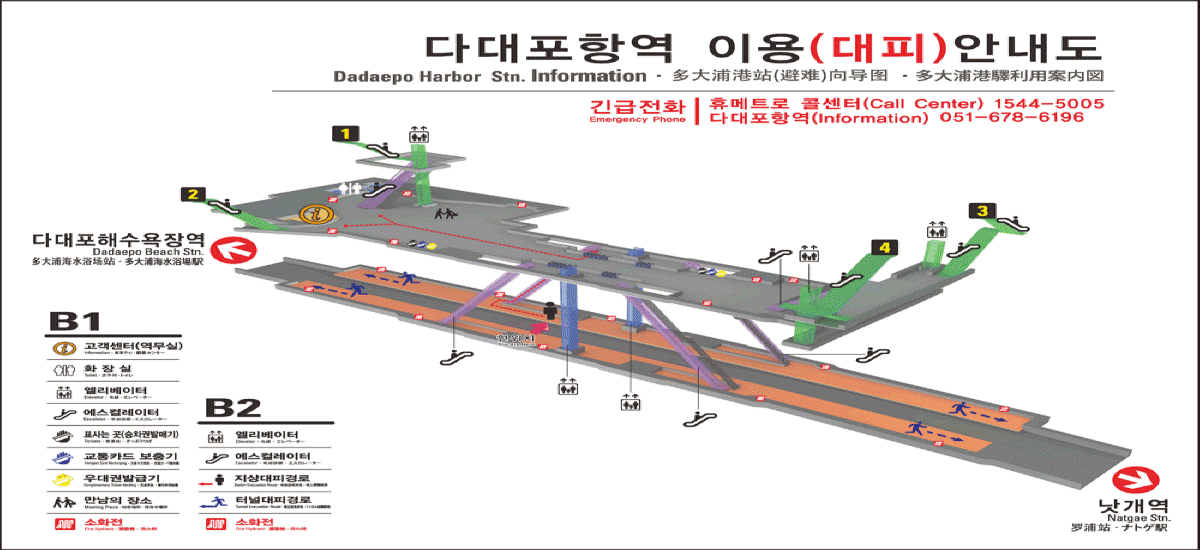 다대포항역 이용(대피)안내도
Dadaepo Harbor Stn. Information · 多大浦港站(避难)向导图 · 多大浦港驛利用案内図
긴급전화
Emergency Phone
휴메트로 콜센터(Call Center) 1544-5005
다대포항역(Information) 051-678-6196
1
2
3
4
다대포해수욕장역
Dadaepo Beach Stn.
多大浦海水浴场站 · 多大浦海水浴場駅
현위치
B1
고객센터(역무실)
화장실
엘리베이터
에스컬레이터
표사는 곳(승차권발매기)
교통카드 보충기
우대권발급기
만남의 장소
소화전
B2
엘리베이터
에스컬레이터
지상대피경로
터널대피경로
소화전
낫개역
Natgae Stn.
罗浦站 · ナトゲ駅